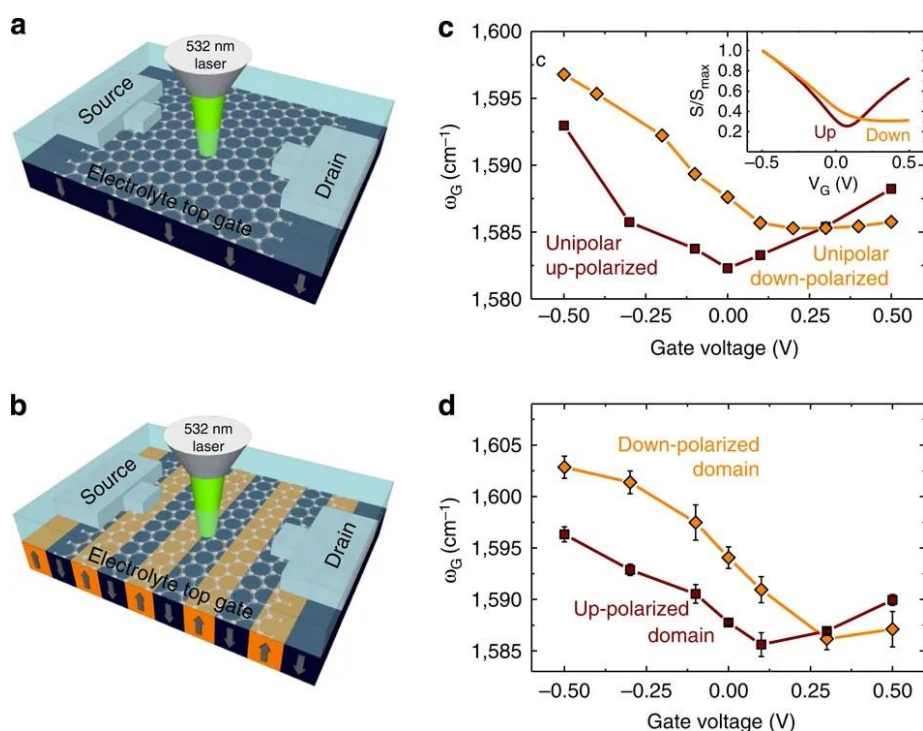 a
532 nm
laser
Source
Drain
Electrolyte top gate
c
1,600
1,595
1,590
1,585
1,580
ωG (cm−1)
c
Unipolar
up-polarized
Unipolar
down-polarized
−0.50
−0.25
0.00
0.25
0.50
Gate voltage (V)
S/Smax
1.0
0.8
0.6
0.4
0.2
Up
Down
−0.5
0.0
0.5
VG (V)
b
532 nm
laser
Source
Drain
Electrolyte top gate
d
1,605
1,600
1,595
1,590
1,585
ωG (cm−1)
Down-polarized
domain
Up-polarized
domain
−0.50
−0.25
0.00
0.25
0.50
Gate voltage (V)